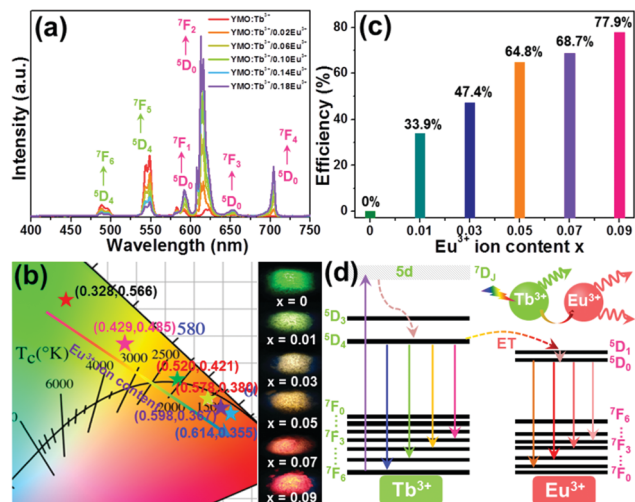 (a)
⁷F₂
⁵D₀
YMO:Tb³⁺
YMO:Tb³⁺/0.02Eu³⁺
YMO:Tb³⁺/0.06Eu³⁺
YMO:Tb³⁺/0.10Eu³⁺
YMO:Tb³⁺/0.14Eu³⁺
YMO:Tb³⁺/0.18Eu³⁺
⁷F₅
⁵D₄
⁷F₆
⁵D₄
⁷F₁
⁵D₀
⁷F₃
⁵D₀
⁷F₄
⁵D₀
Intensity (a.u.)
400 450 500 550 600 650 700 750
Wavelength (nm)
(c)
Efficiency (%)
80
60
40
20
0
0%
33.9%
47.4%
64.8%
68.7%
77.9%
0 0.01 0.03 0.05 0.07 0.09
Eu³⁺ ion content x
(b)
(0.328,0.566)
(0.429,0.485)
580
(0.520,0.421)
(0.578,0.380)
(0.598,0.367)
(0.614,0.355)
Eu³⁺ ion content
T_C(°K)
2500
3000
4000
6000
2000
x = 0
x = 0.01
x = 0.03
x = 0.05
x = 0.07
x = 0.09
(d)
5d
⁷D_J
Tb³⁺
Eu³⁺
⁵D₃
⁵D₄
ET
⁵D₁
⁵D₀
⁷F₀
⁷F₃
⁷F₆
⁷F₆
⁷F₃
⁷F₀
Tb³⁺
Eu³⁺